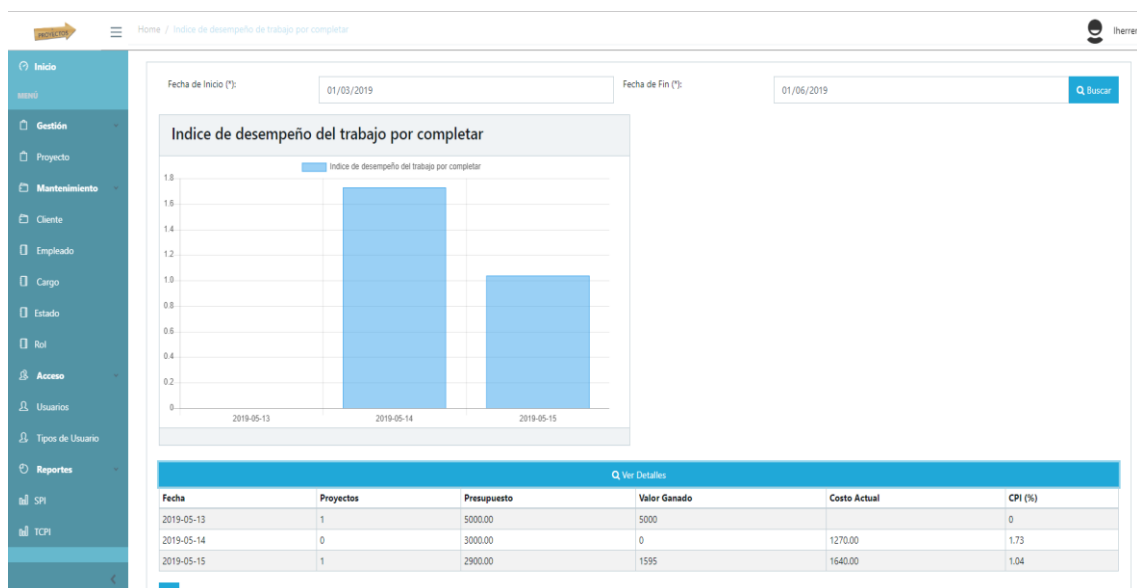 PROYECTOS
Home / Indice de desempeño de trabajo por completar
lherrer
Inicio
MENÚ
Gestión
Proyecto
Mantenimiento
Cliente
Empleado
Cargo
Estado
Rol
Acceso
Usuarios
Tipos de Usuario
Reportes
SPI
TCPI
Fecha de Inicio (*):
01/03/2019
Fecha de Fin (*):
01/06/2019
Buscar
Indice de desempeño del trabajo por completar
Indice de desempeño del trabajo por completar
1.8
1.6
1.4
1.2
1.0
0.8
0.6
0.4
0.2
0
2019-05-13 2019-05-14 2019-05-15
Ver Detalles
Fecha Proyectos Presupuesto Valor Ganado Costo Actual CPI (%)
2019-05-13 1 5000.00 5000 0
2019-05-14 0 3000.00 0 1270.00 1.73
2019-05-15 1 2900.00 1595 1640.00 1.04